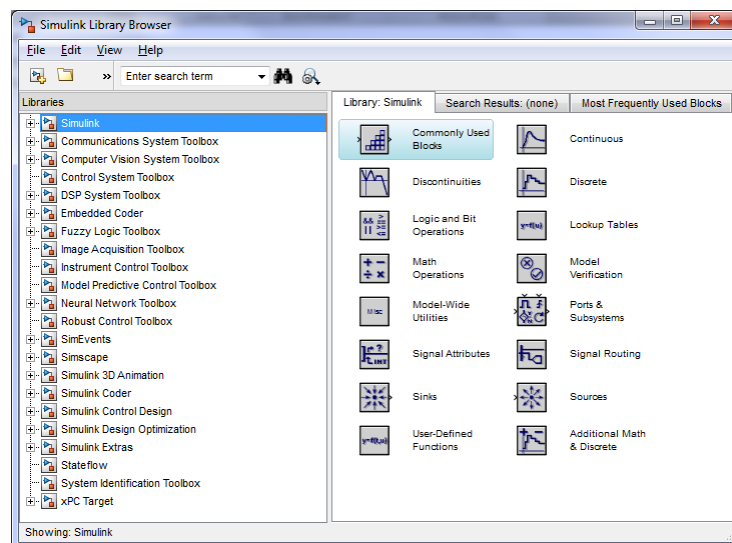 Simulink Library Browser
File Edit View Help
» Enter search term
Libraries
Library: Simulink Search Results: (none) Most Frequently Used Blocks
Simulink
Communications System Toolbox
Computer Vision System Toolbox
Control System Toolbox
DSP System Toolbox
Embedded Coder
Fuzzy Logic Toolbox
Image Acquisition Toolbox
Instrument Control Toolbox
Model Predictive Control Toolbox
Neural Network Toolbox
Robust Control Toolbox
SimEvents
Simscape
Simulink 3D Animation
Simulink Coder
Simulink Control Design
Simulink Design Optimization
Simulink Extras
Stateflow
System Identification Toolbox
xPC Target
Commonly Used
Blocks
Continuous
Discontinuities
Discrete
Logic and Bit
Operations
y=f(u)
Lookup Tables
Math
Operations
Model
Verification
Misc
Model-Wide
Utilities
Ports &
Subsystems
Signal Attributes
Signal Routing
Sinks
Sources
y=f(t,u)
User-Defined
Functions
Additional Math
& Discrete
Showing: Simulink